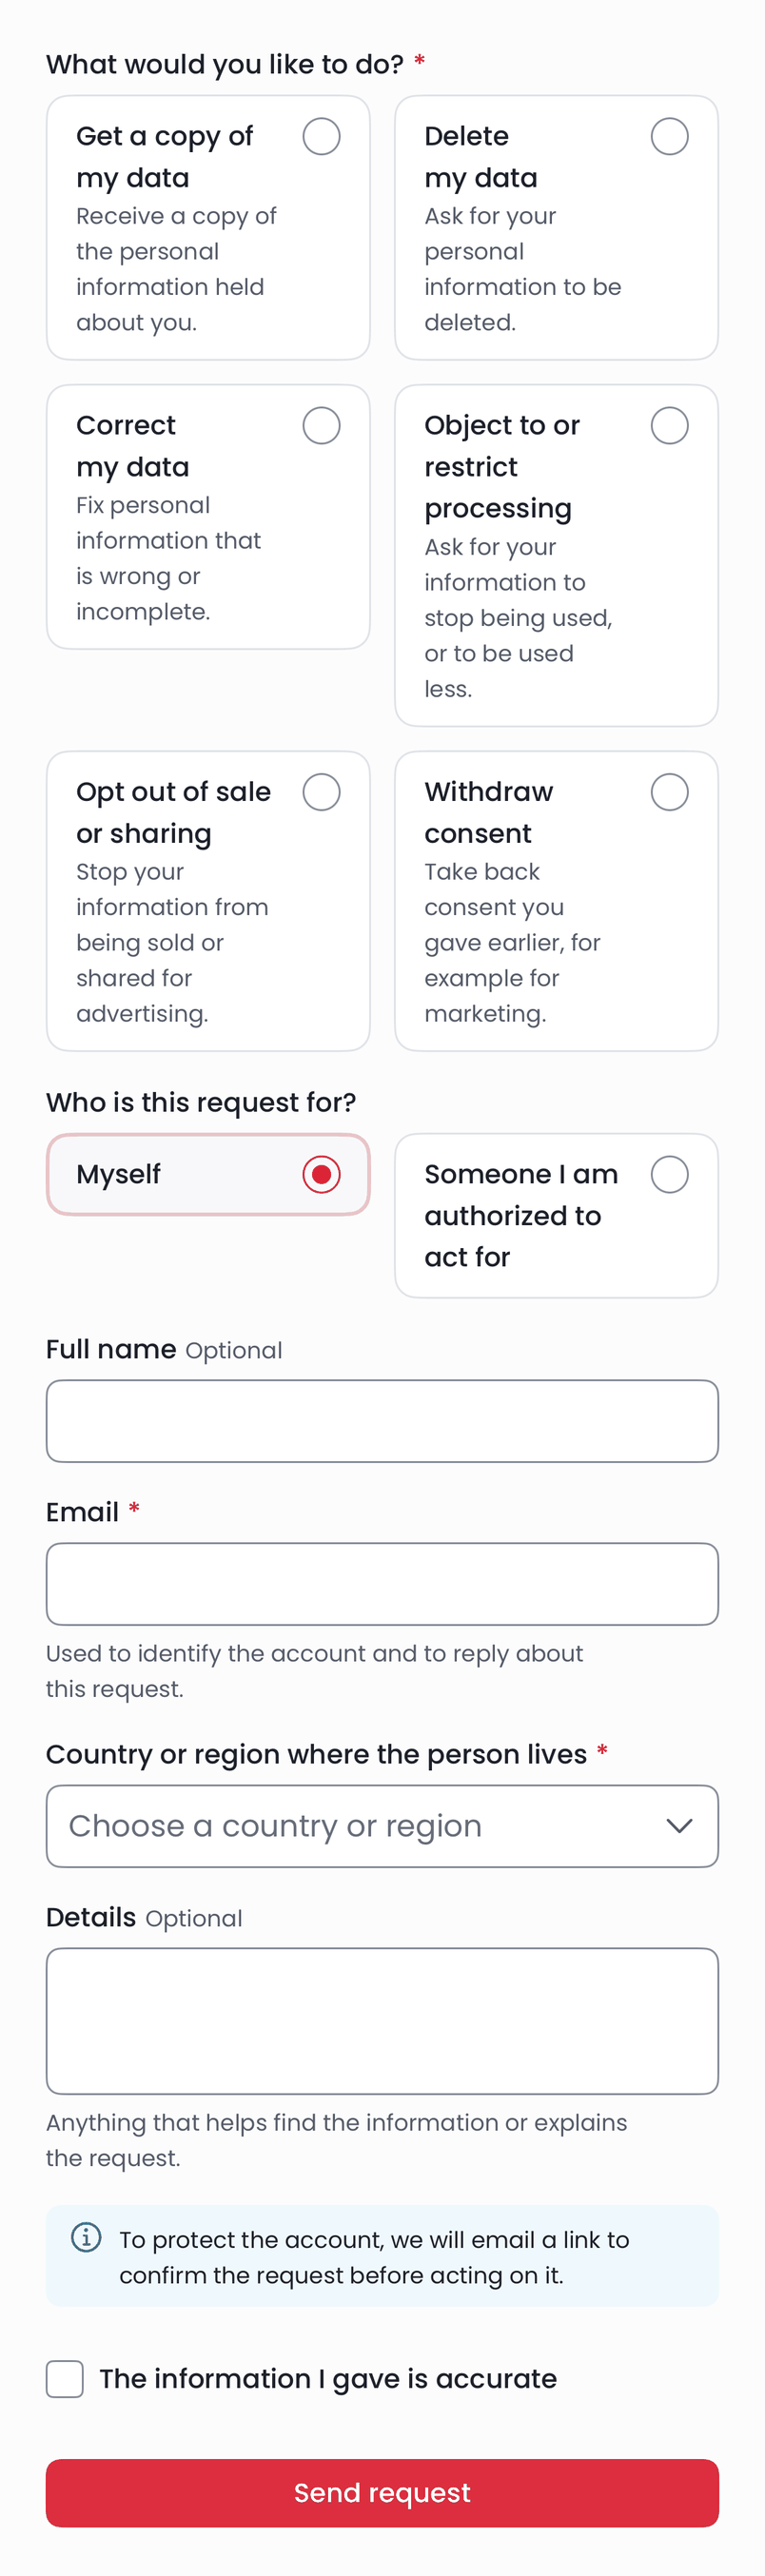 What would you like to do? *
Get a copy of
my data
Receive a copy of
the personal
information held
about you.
Delete
my data
Ask for your
personal
information to be
deleted.
Correct
my data
Fix personal
information that
is wrong or
incomplete.
Object to or
restrict
processing
Ask for your
information to
stop being used,
or to be used
less.
Opt out of sale
or sharing
Stop your
information from
being sold or
shared for
advertising.
Withdraw
consent
Take back
consent you
gave earlier, for
example for
marketing.
Who is this request for?
Myself
Someone I am
authorized to
act for
Full name Optional
Email *
Used to identify the account and to reply about
this request.
Country or region where the person lives *
Choose a country or region
Details Optional
Anything that helps find the information or explains
the request.
To protect the account, we will email a link to
confirm the request before acting on it.
The information I gave is accurate
Send request